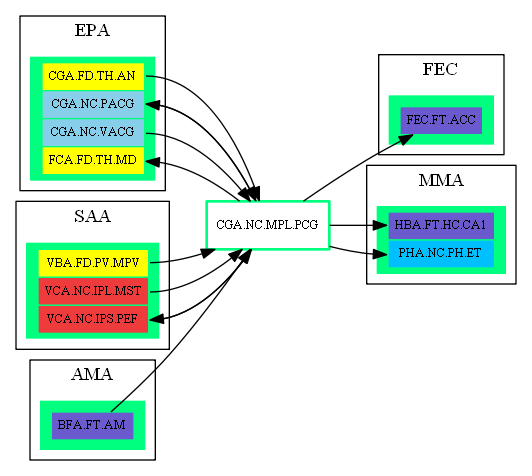 EPA
CGA.FD.TH.AN
CGA.NC.PACG
CGA.NC.VACG
FCA.FD.TH.MD
SAA
VBA.FD.PV.MPV
VCA.NC.IPL.MST
VCA.NC.IPS.PEF
AMA
BFA.FT.AM
CGA.NC.MPL.PCG
FEC
FEC.FT.ACC
MMA
HBA.FT.HC.CA1
PHA.NC.PH.ET